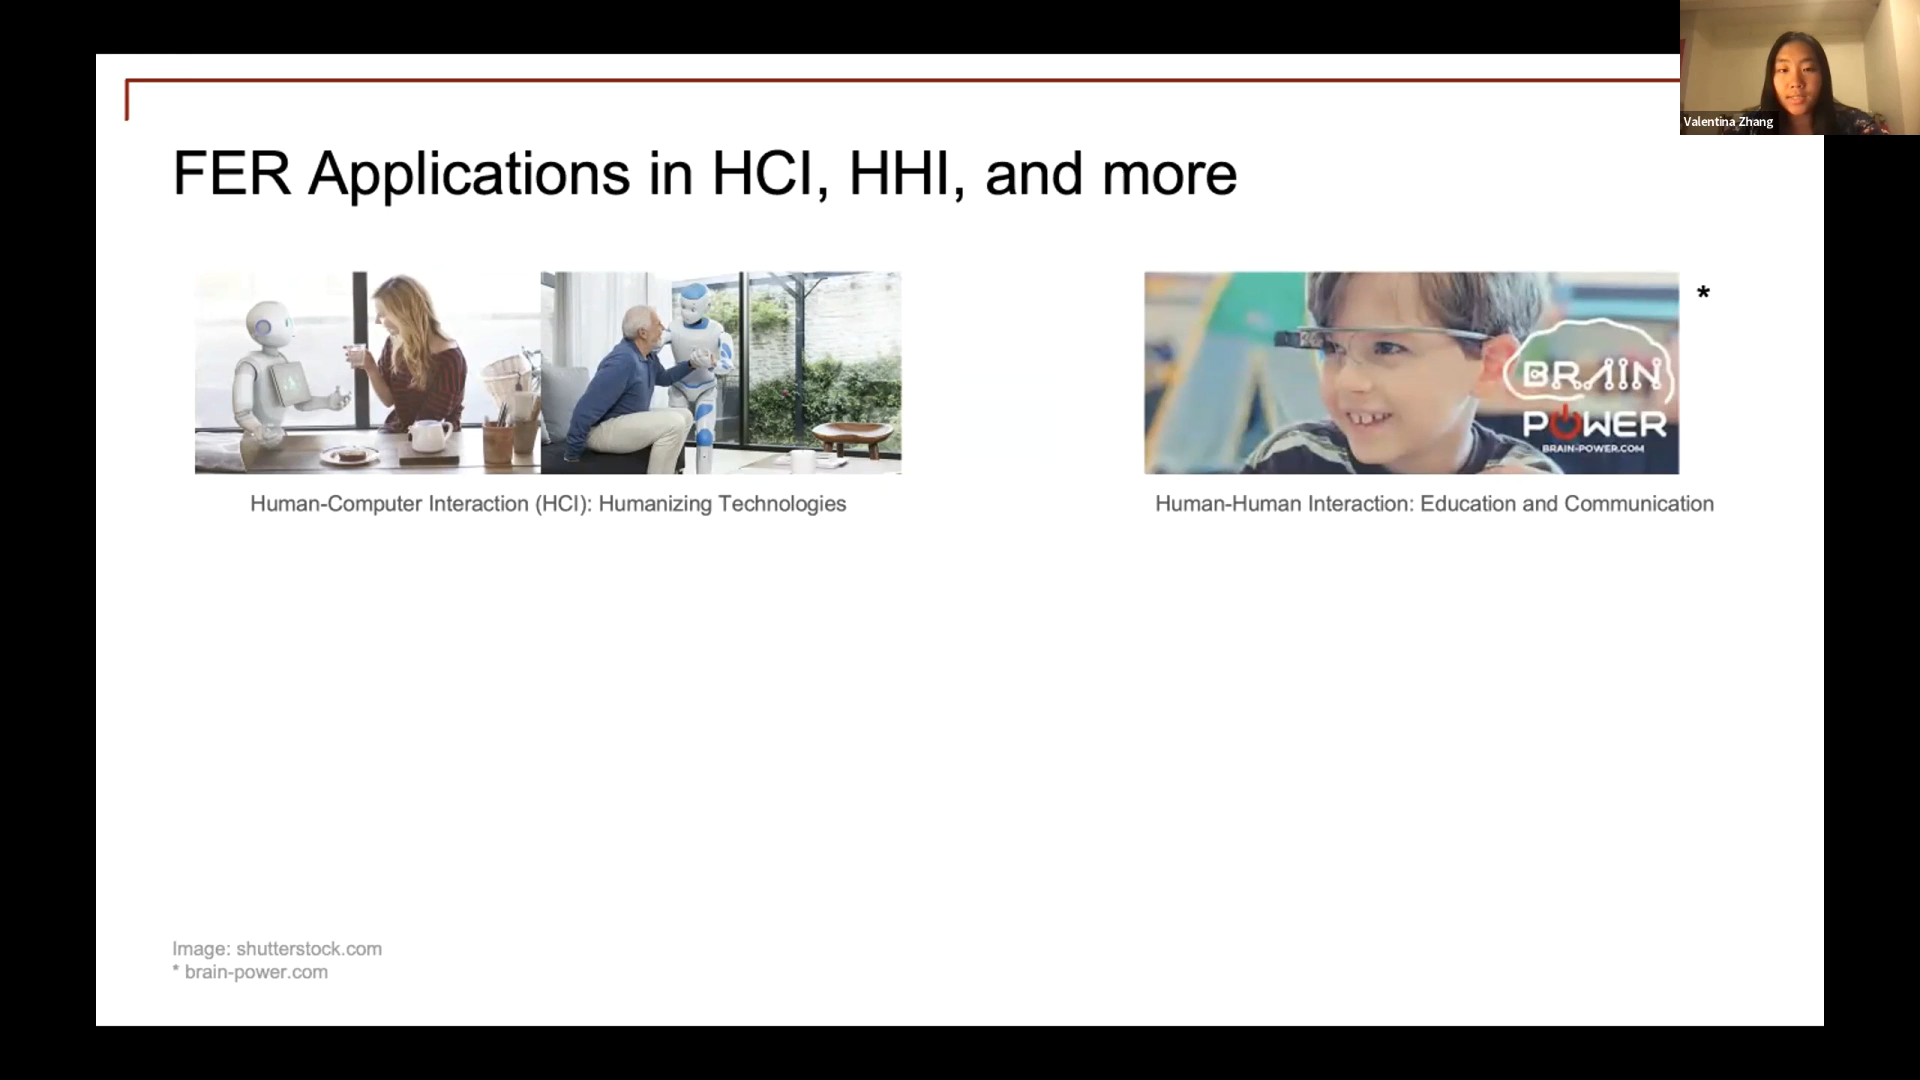 Valentina Zhang
FER Applications in HCI, HHI, and more
BRAIN
POWER
BRAIN-POWER.COM
*
Human-Computer Interaction (HCI): Humanizing Technologies
Human-Human Interaction: Education and Communication
Image: shutterstock.com
* brain-power.com